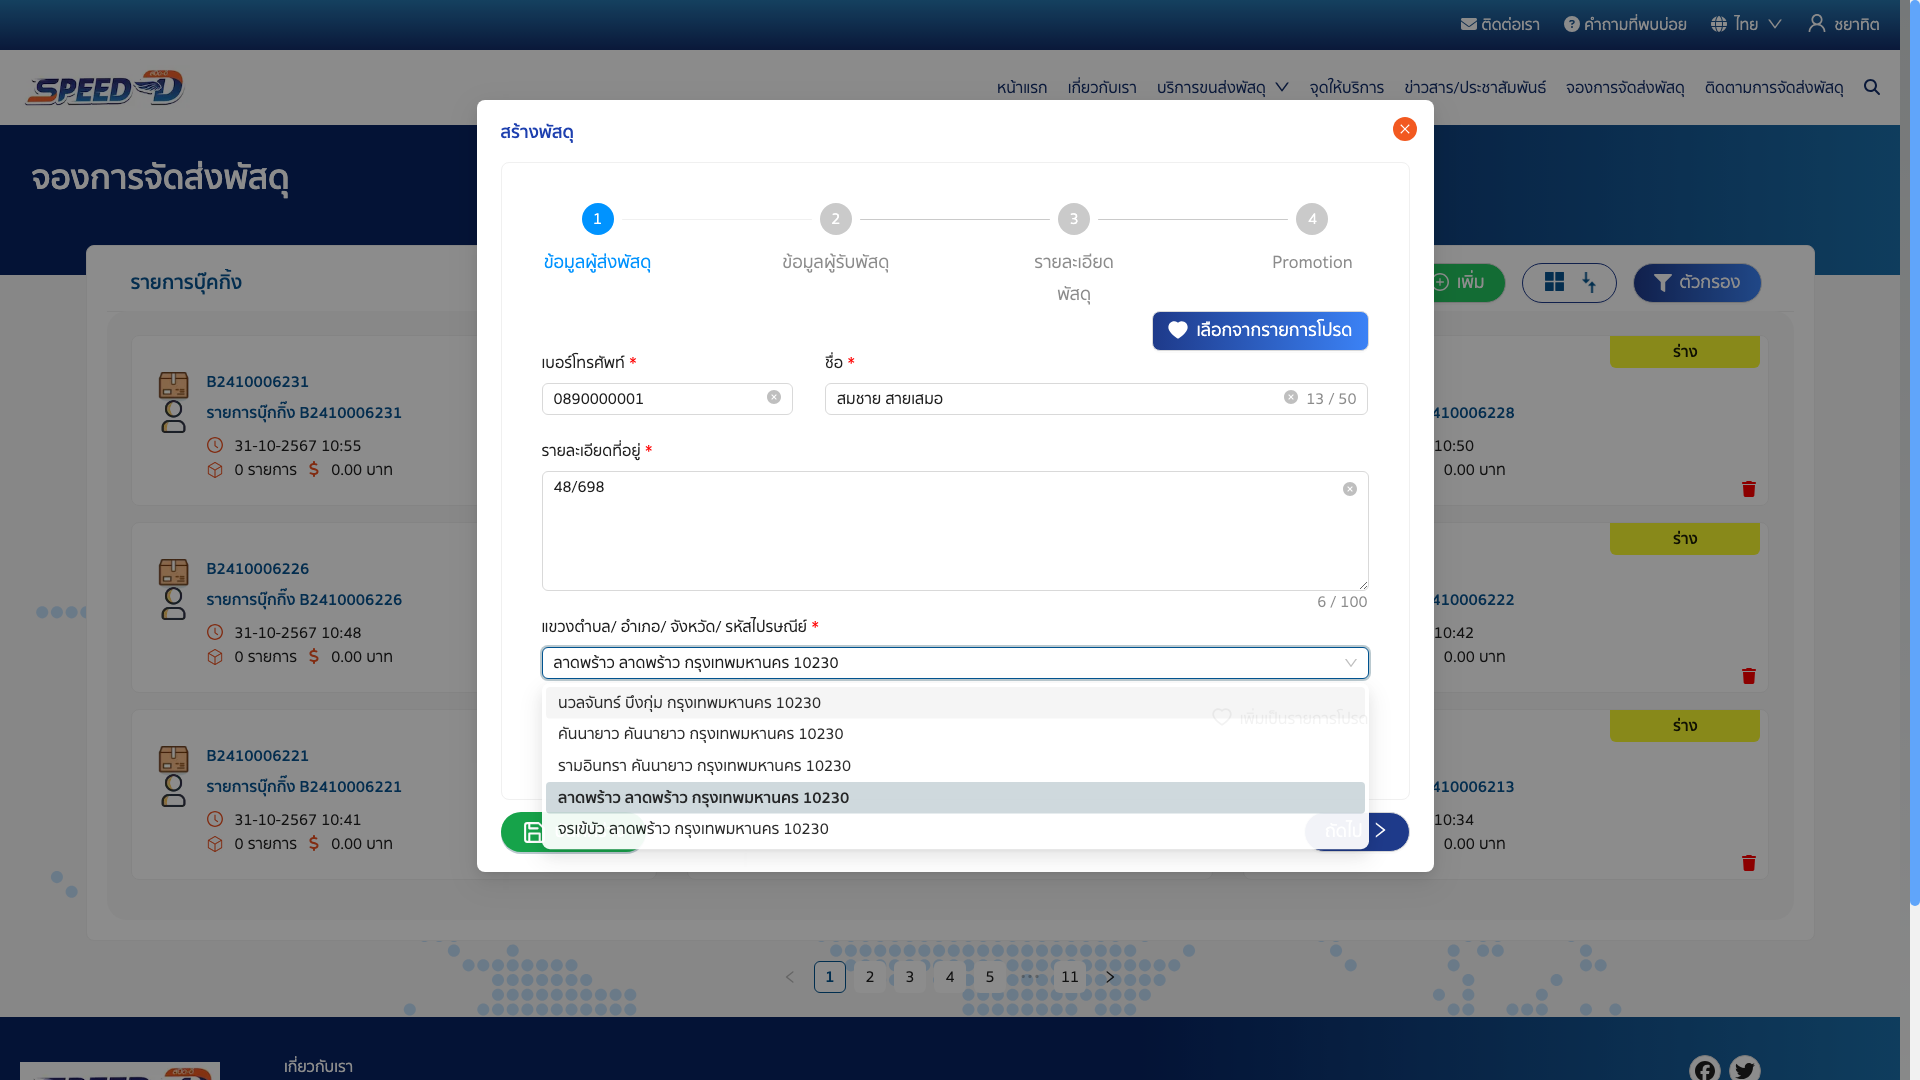 ติดต่อเรา
คำถามที่พบบ่อย
ไทย
ชยาทิต
SPEED-D
หน้าแรก
เกี่ยวกับเรา
บริการขนส่งพัสดุ
จุดให้บริการ
ข่าวสาร/ประชาสัมพันธ์
จองการจัดส่งพัสดุ
ติดตามการจัดส่งพัสดุ
จองการจัดส่งพัสดุ
สร้างพัสดุ
1
2
3
4
ข้อมูลผู้ส่งพัสดุ
ข้อมูลผู้รับพัสดุ
รายละเอียด
พัสดุ
Promotion
เลือกจากรายการโปรด
เบอร์โทรศัพท์ *
ชื่อ *
0890000001
สมชาย สายเสมอ
13 / 50
รายละเอียดที่อยู่ *
48/698
6 / 100
แขวงตำบล/ อำเภอ/ จังหวัด/ รหัสไปรษณีย์ *
ลาดพร้าว ลาดพร้าว กรุงเทพมหานคร 10230
นวลจันทร์ บึงกุ่ม กรุงเทพมหานคร 10230
เพิ่มเป็นรายการโปรด
คันนายาว คันนายาว กรุงเทพมหานคร 10230
รามอินทรา คันนายาว กรุงเทพมหานคร 10230
ลาดพร้าว ลาดพร้าว กรุงเทพมหานคร 10230
จรเข้บัว ลาดพร้าว กรุงเทพมหานคร 10230
ถัดไป
รายการบุ๊คกิ้ง
เพิ่ม
ตัวกรอง
B2410006231
รายการบุ๊กกิ้ง B2410006231
31-10-2567 10:55
0 รายการ
0.00 บาท
ร่าง
410006228
10:50
0.00 บาท
B2410006226
รายการบุ๊กกิ้ง B2410006226
31-10-2567 10:48
0 รายการ
0.00 บาท
ร่าง
410006222
10:42
0.00 บาท
B2410006221
รายการบุ๊กกิ้ง B2410006221
31-10-2567 10:41
0 รายการ
0.00 บาท
ร่าง
410006213
10:34
0.00 บาท
1
2
3
4
5
•••
11
เกี่ยวกับเรา